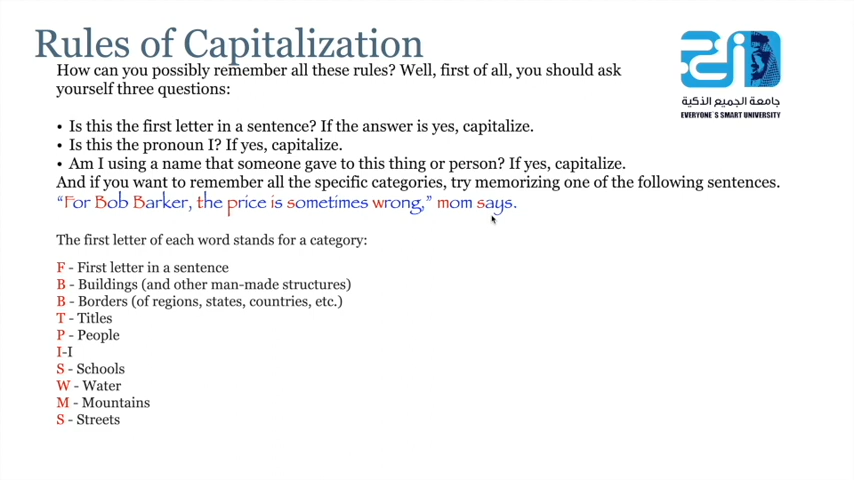 Rules of Capitalization
How can you possibly remember all these rules? Well, first of all, you should ask
yourself three questions:
• Is this the first letter in a sentence? If the answer is yes, capitalize.
• Is this the pronoun I? If yes, capitalize.
• Am I using a name that someone gave to this thing or person? If yes, capitalize.
And if you want to remember all the specific categories, try memorizing one of the following sentences.
“For Bob Barker, the price is sometimes wrong,” mom says.
The first letter of each word stands for a category:
F - First letter in a sentence
B - Buildings (and other man-made structures)
B - Borders (of regions, states, countries, etc.)
T - Titles
P - People
I-I
S - Schools
W - Water
M - Mountains
S - Streets
جامعة الجميع الذكية
EVERYONE`S SMART UNIVERSITY